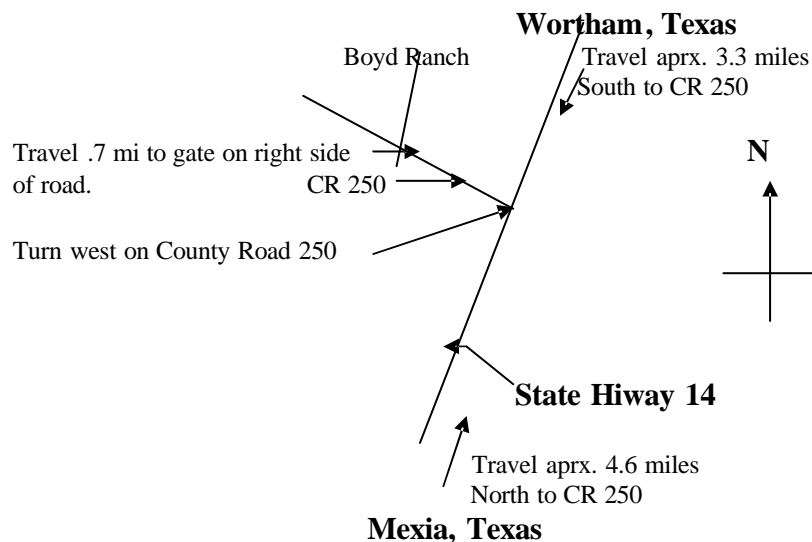 Wortham, Texas
Boyd Ranch
Travel aprx. 3.3 miles
South to CR 250
Travel .7 mi to gate on right side
of road.
CR 250
N
Turn west on County Road 250
State Hiway 14
Travel aprx. 4.6 miles
North to CR 250
Mexia, Texas